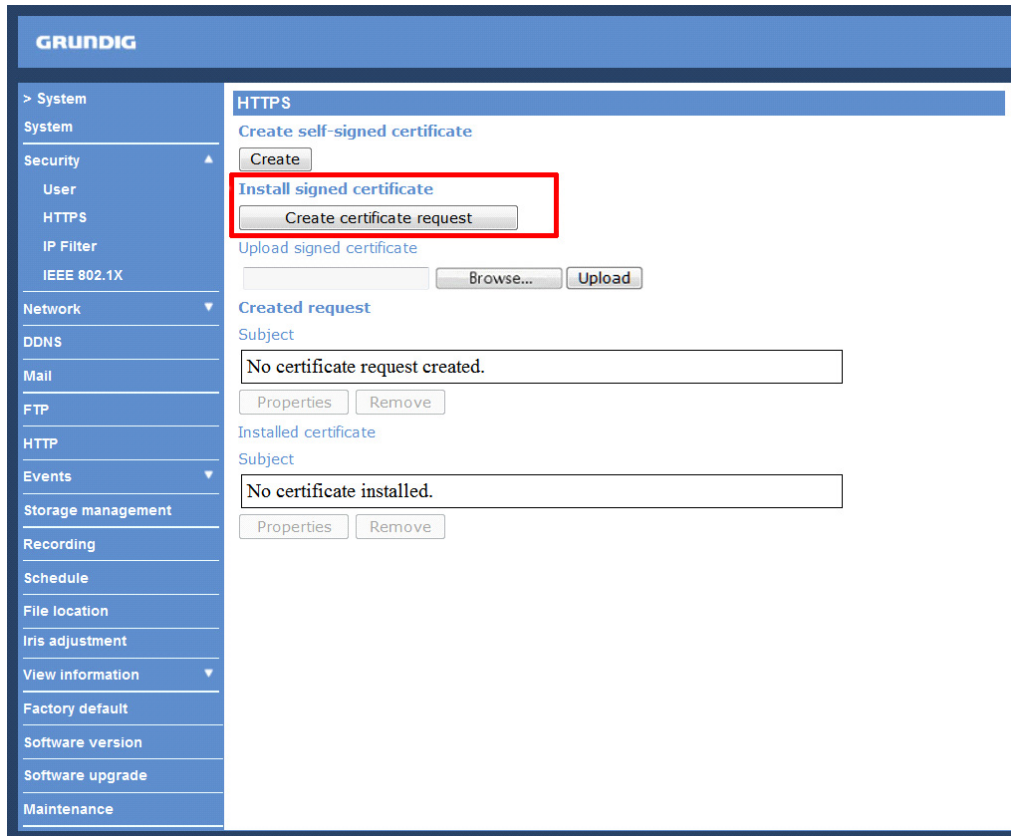 GRUNDIG
> System
System
Security
User
HTTPS
IP Filter
IEEE 802.1X
Network
DDNS
Mail
FTP
HTTP
Events
Storage management
Recording
Schedule
File location
Iris adjustment
View information
Factory default
Software version
Software upgrade
Maintenance
HTTPS
Create self-signed certificate
Create
Install signed certificate
Create certificate request
Upload signed certificate
Browse... Upload
Created request
Subject
No certificate request created.
Properties Remove
Installed certificate
Subject
No certificate installed.
Properties Remove